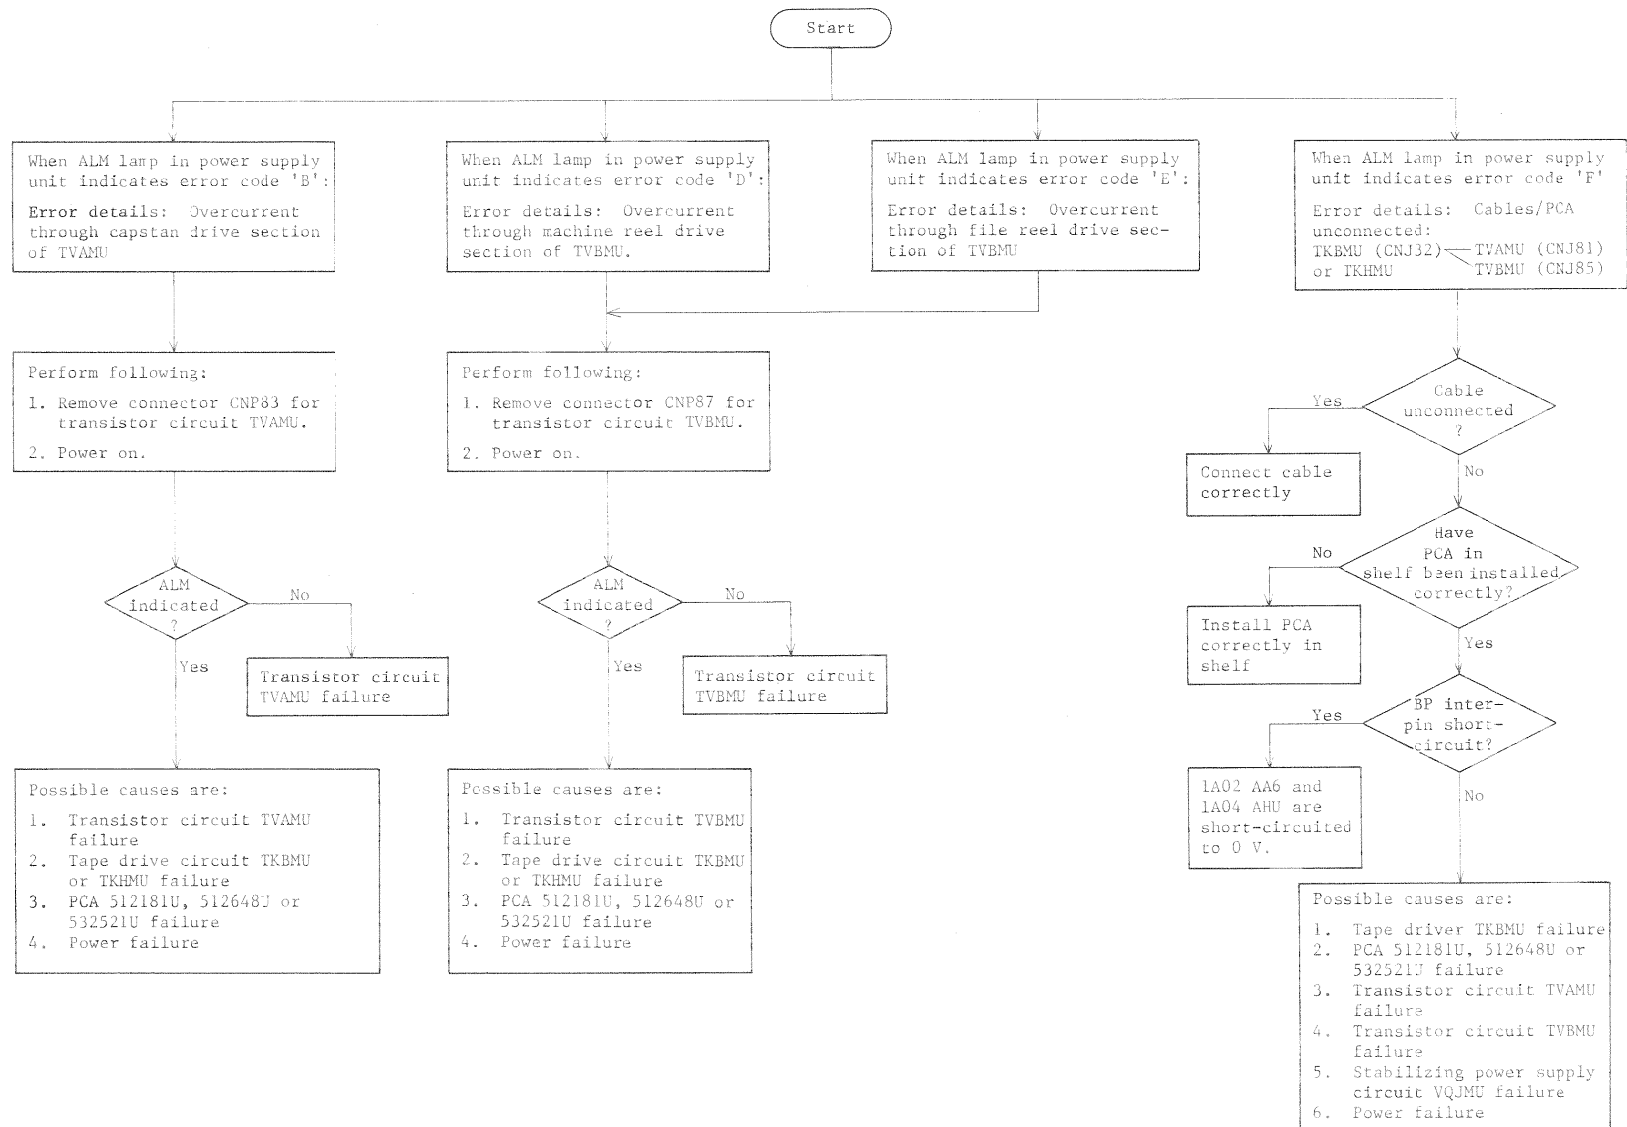 Start
When ALM lamp in power supply
unit indicates error code 'B':
Error details: Overcurrent
through capstan drive section
of TVAMU
When ALM lamp in power supply
unit indicates error code 'D':
Error details: Overcurrent
through machine reel drive
section of TVBMU.
When ALM lamp in power supply
unit indicates error code 'E':
Error details: Overcurrent
through file reel drive sec-
tion of TVBMU
When ALM lamp in power supply
unit indicates error code 'F'
Error details: Cables/PCA
unconnected:
TKBMU (CNJ32) TVAMU (CNJ81)
or TKHMU TVBMU (CNJ85)
Perform following:
1. Remove connector CNP83 for
transistor circuit TVAMU.
2. Power on.
Perform following:
1. Remove connector CNP87 for
transistor circuit TVBMU.
2. Power on.
Cable
unconnected
?
Yes
No
Connect cable
correctly
Have
PCA in
shelf been installed
correctly?
No
Yes
Install PCA
correctly in
shelf
ALM
indicated
?
No
Yes
Transistor circuit
TVAMU failure
ALM
indicated
?
No
Yes
Transistor circuit
TVBMU failure
BP inter-
pin short-
circuit?
Yes
No
1A02 AA6 and
1A04 AHU are
short-circuited
to 0 V.
Possible causes are:
1. Transistor circuit TVAMU
failure
2. Tape drive circuit TKBMU
or TKHMU failure
3. PCA 512181U, 512648U or
532521U failure
4. Power failure
Possible causes are:
1. Transistor circuit TVBMU
failure
2. Tape drive circuit TKBMU
or TKHMU failure
3. PCA 512181U, 512648U or
532521U failure
4. Power failure
Possible causes are:
1. Tape driver TKBMU failure
2. PCA 512181U, 512648U or
532521U failure
3. Transistor circuit TVAMU
failure
4. Transistor circuit TVBMU
failure
5. Stabilizing power supply
circuit VQJMU failure
6. Power failure